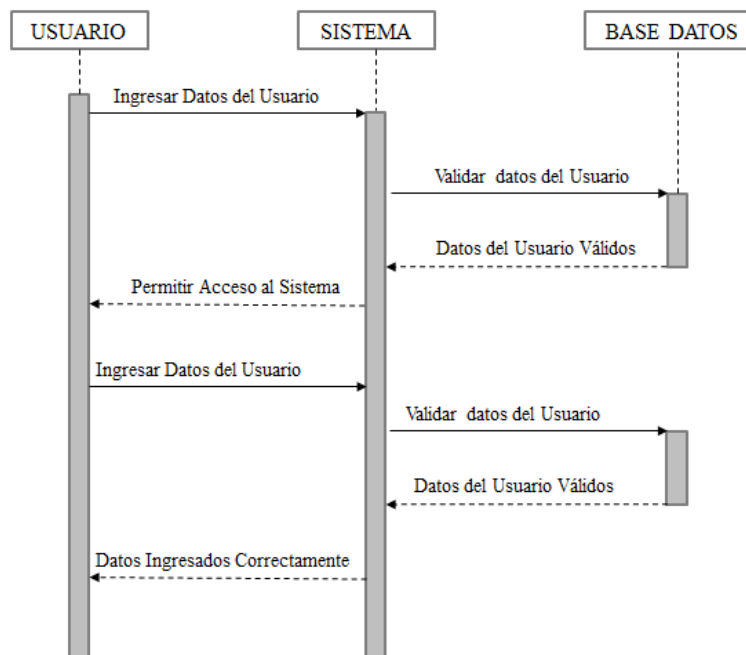 USUARIO
SISTEMA
BASE DATOS
Ingresar Datos del Usuario
Validar datos del Usuario
Datos del Usuario Válidos
Permitir Acceso al Sistema
Ingresar Datos del Usuario
Validar datos del Usuario
Datos del Usuario Válidos
Datos Ingresados Correctamente